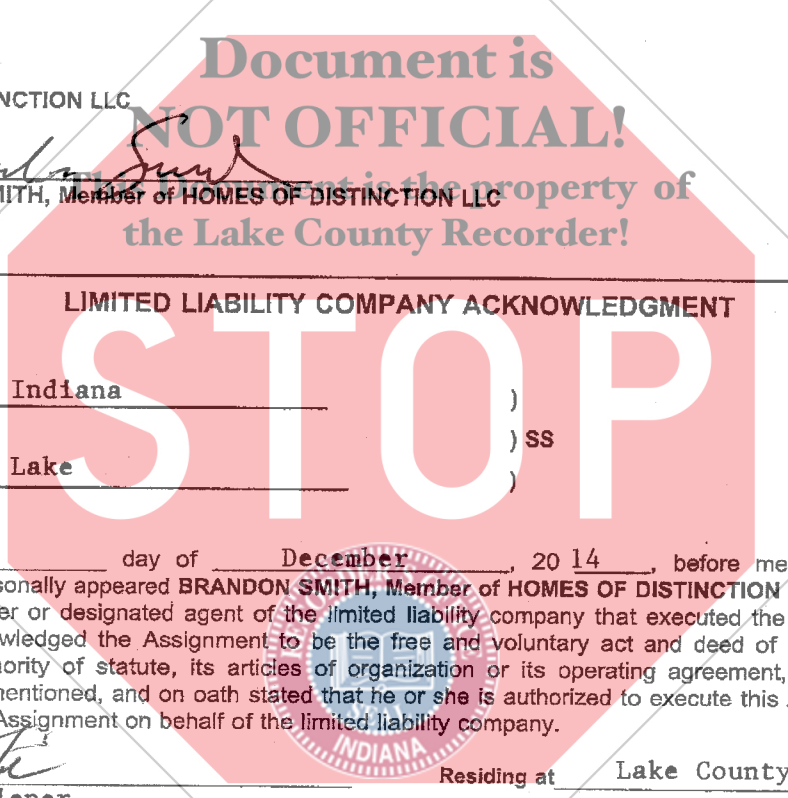 Document is
NOT OFFICIAL!
NCTION LLC
This Document is the property of
MITH, Member of HOMES OF DISTINCTION LLC
the Lake County Recorder!
LIMITED LIABILITY COMPANY ACKNOWLEDGMENT
STOP
Indiana )
) SS
Lake )
day of December, 20 14, before me
sonally appeared BRANDON SMITH, Member of HOMES OF DISTINCTION
er or designated agent of the limited liability company that executed the
wledged the Assignment to be the free and voluntary act and deed of
ority of statute, its articles of organization or its operating agreement,
mentioned, and on oath stated that he or she is authorized to execute this
Assignment on behalf of the limited liability company.
SEAL
INDIANA
Residing at Lake County